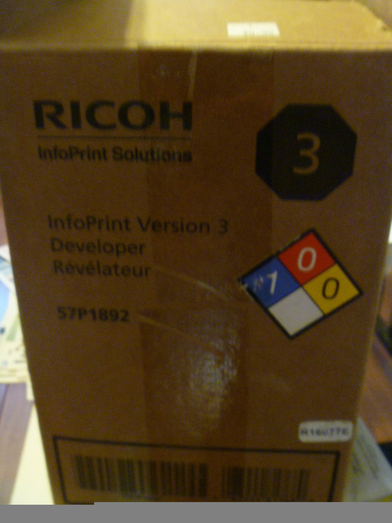 RICOH
InfoPrint Solutions
3
InfoPrint Version 3
Developer
Révélateur
57P1892
0
1
0